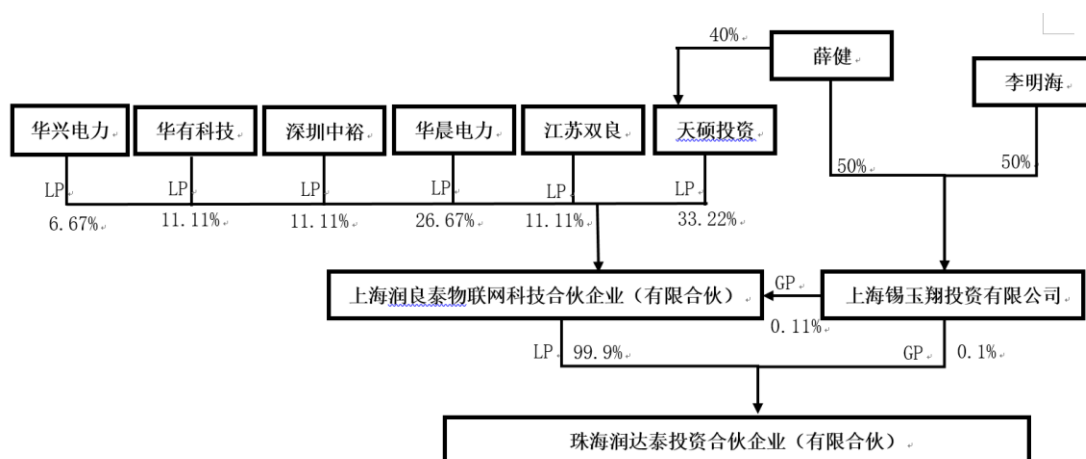 40%
薛健
李明海
华兴电力
华有科技
深圳中裕
华晨电力
江苏双良
天硕投资
50%
50%
LP
LP
LP
LP
LP
LP
6.67%
11.11%
11.11%
26.67%
11.11%
33.22%
上海润良泰物联网科技合伙企业（有限合伙）
GP
0.11%
上海锡玉翔投资有限公司
LP
99.9%
GP
0.1%
珠海润达泰投资合伙企业（有限合伙）